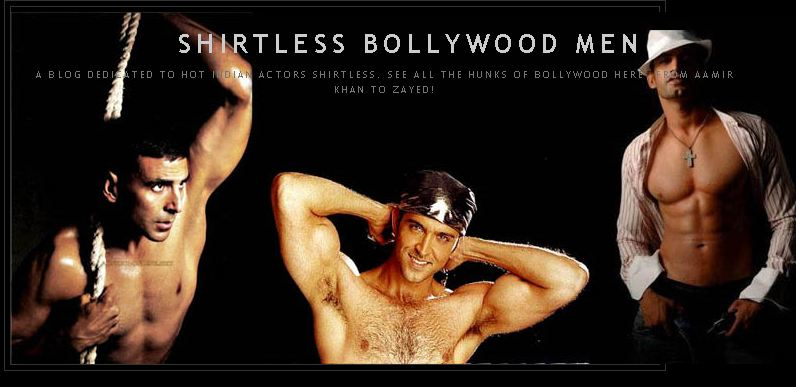 SHIRTLESS BOLLYWOOD MEN
A BLOG DEDICATED TO HOT INDIAN ACTORS SHIRTLESS. SEE ALL THE HUNKS OF BOLLYWOOD HERE FROM AAMIR
KHAN TO ZAYED!